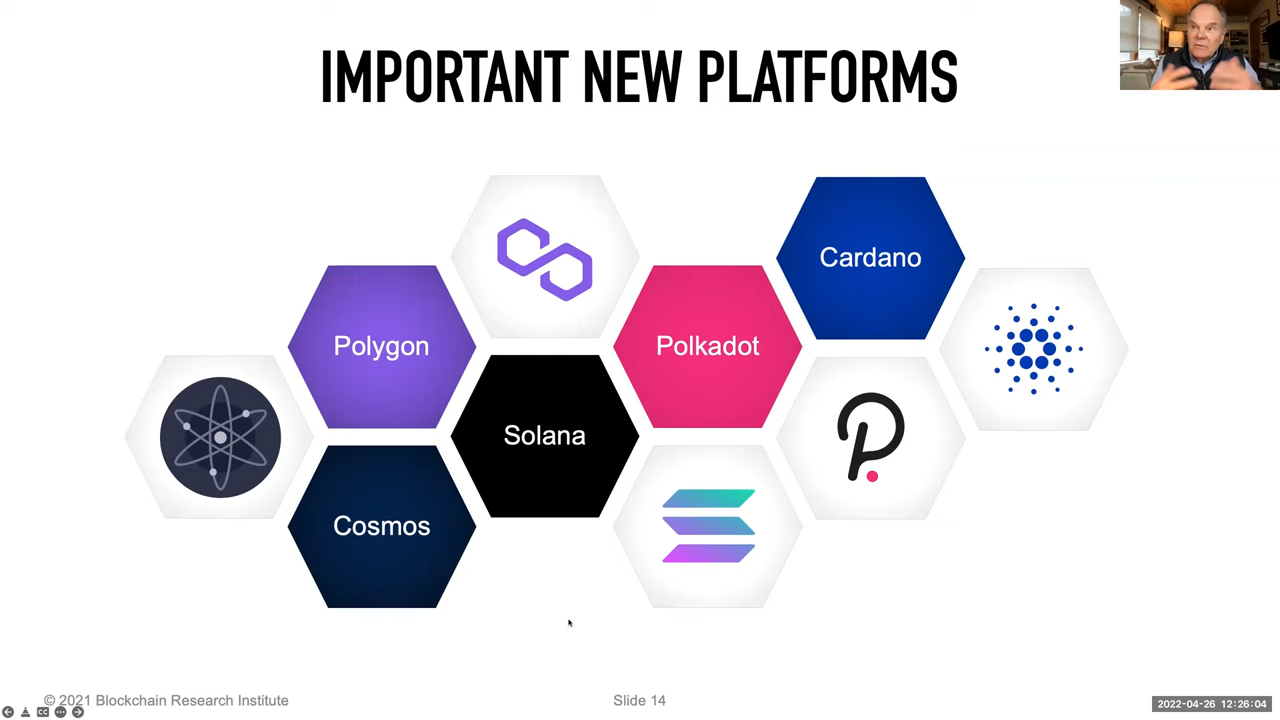 IMPORTANT NEW PLATFORMS
Cardano
Polygon
Polkadot
Solana
Cosmos
© 2021 Blockchain Research Institute
Slide 14
CC
2022-04-26 12:26:04